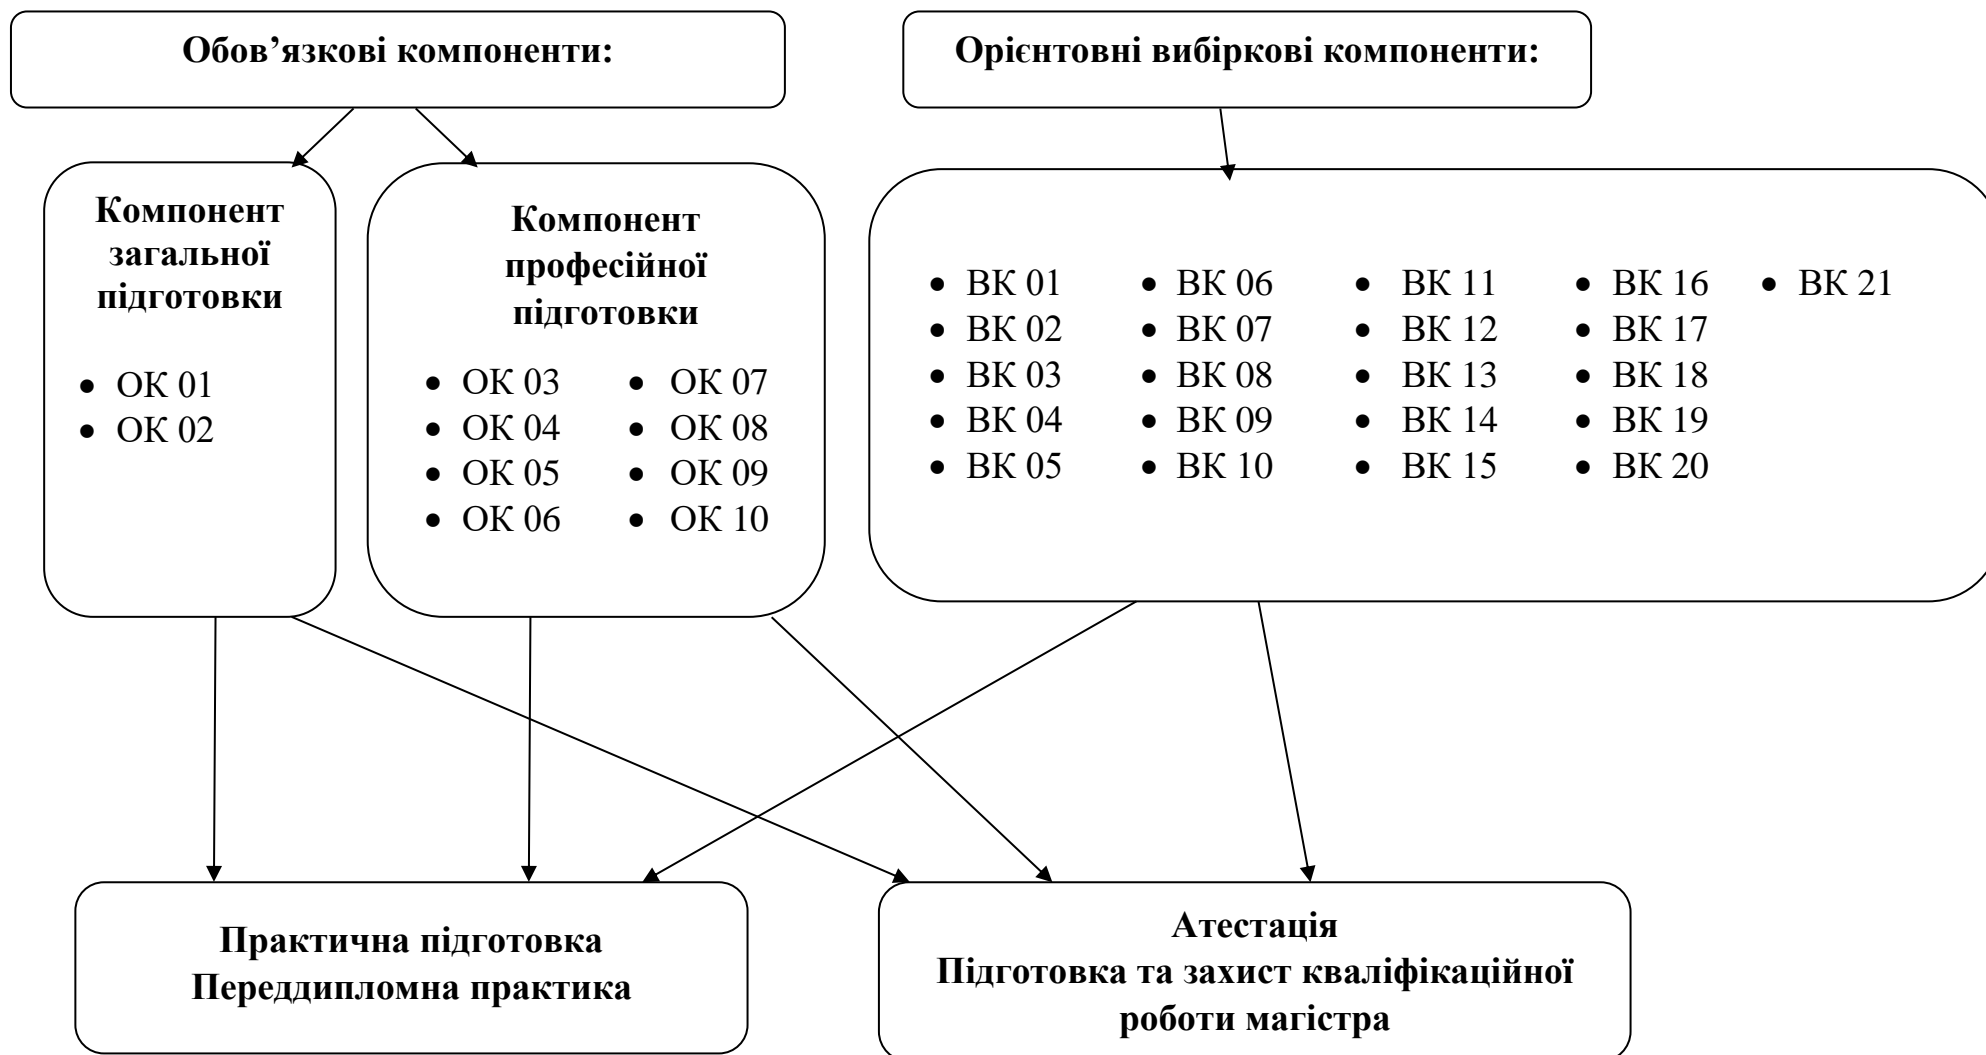 Обов’язкові компоненти:
Орієнтовні вибіркові компоненти:
Компонент
загальної
підготовки
• ОК 01
• ОК 02
Компонент
професійної
підготовки
• ОК 03
• ОК 04
• ОК 05
• ОК 06
• ОК 07
• ОК 08
• ОК 09
• ОК 10
• ВК 01
• ВК 02
• ВК 03
• ВК 04
• ВК 05
• ВК 06
• ВК 07
• ВК 08
• ВК 09
• ВК 10
• ВК 11
• ВК 12
• ВК 13
• ВК 14
• ВК 15
• ВК 16
• ВК 17
• ВК 18
• ВК 19
• ВК 20
• ВК 21
Практична підготовка
Переддипломна практика
Атестація
Підготовка та захист кваліфікаційної
роботи магістра